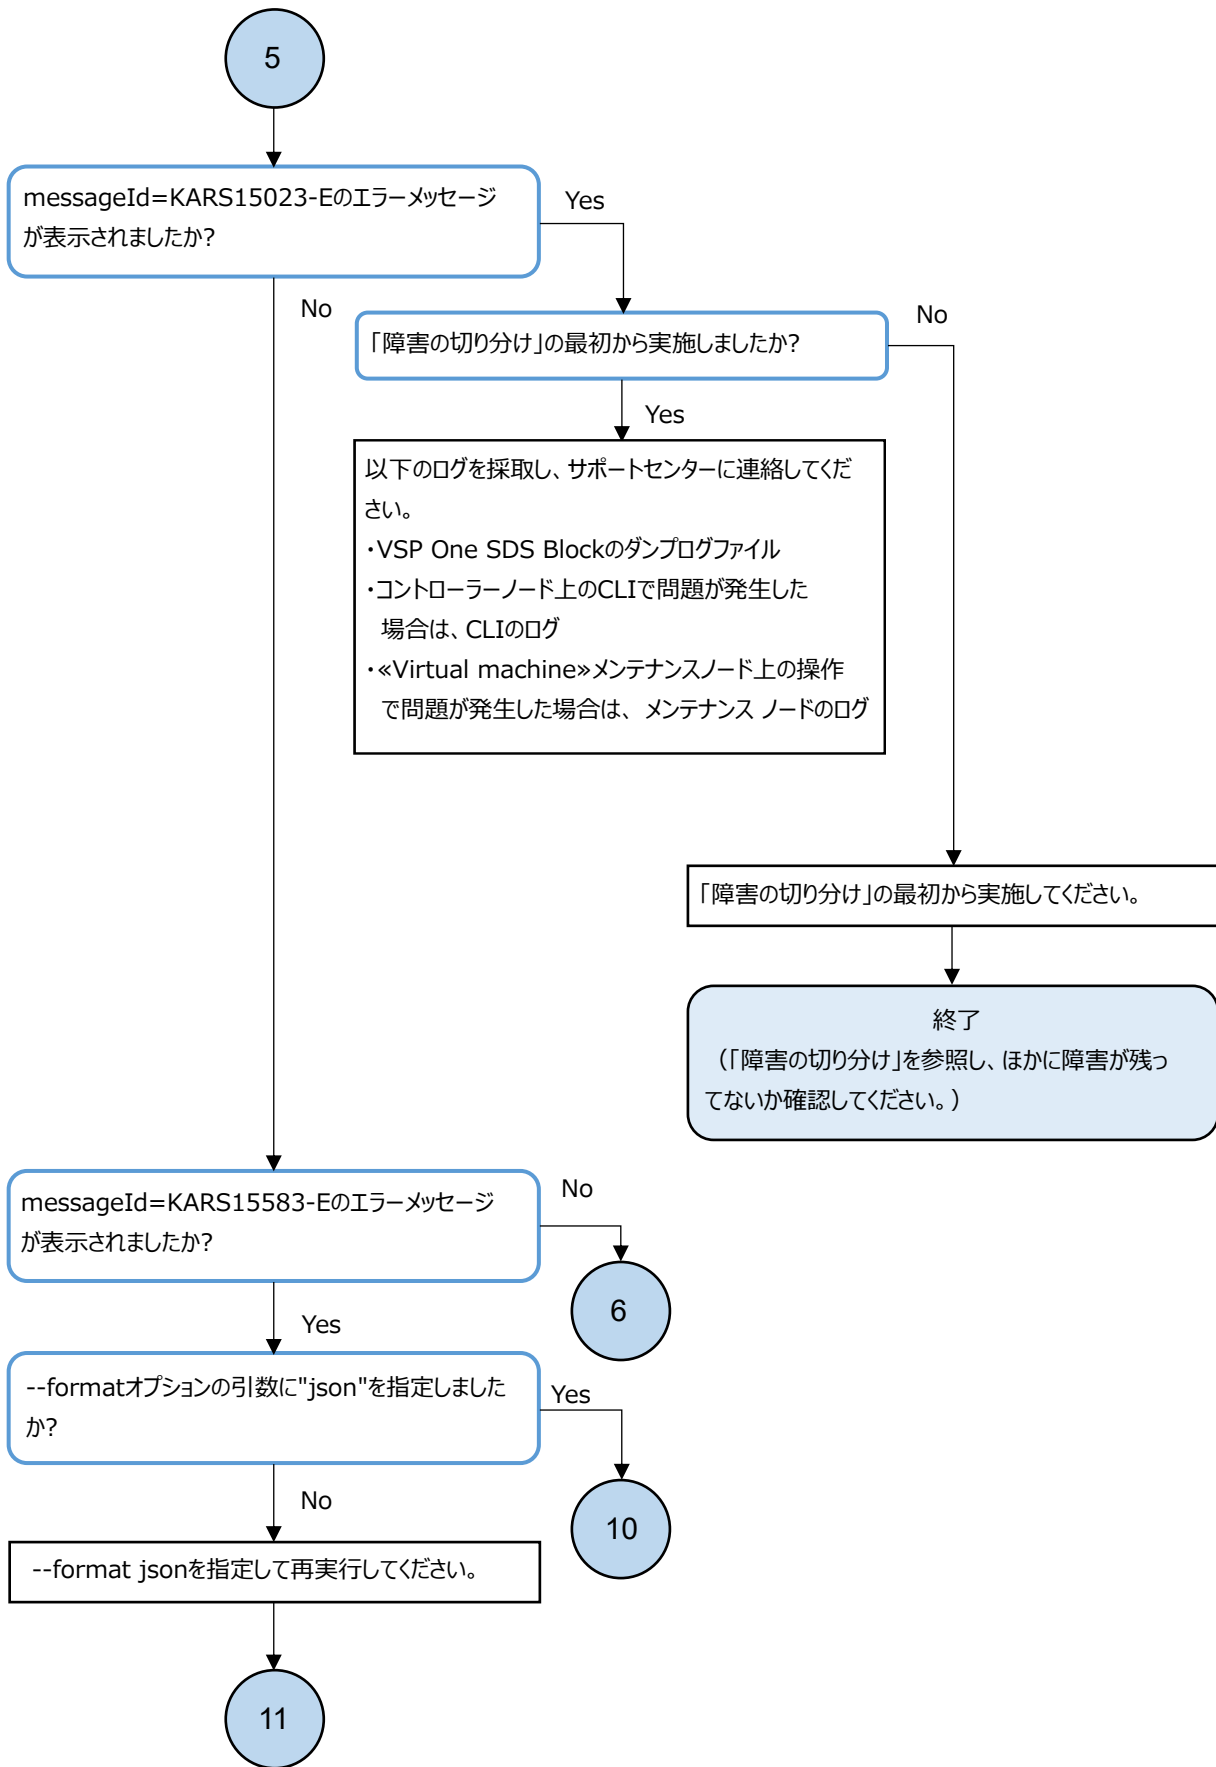 5
messageId=KARS15023-Eのエラーメッセージ
が表示されましたか?
Yes
No
「障害の切り分け」の最初から実施しましたか?
No
Yes
以下のログを採取し、サポートセンターに連絡してくだ
さい。
・VSP One SDS Blockのダンプログファイル
・コントローラーノード上のCLIで問題が発生した
場合は、CLIのログ
・«Virtual machine»メンテナンスノード上の操作
で問題が発生した場合は、メンテナンス ノードのログ
「障害の切り分け」の最初から実施してください。
終了
（「障害の切り分け」を参照し、ほかに障害が残っ
てないか確認してください。）
messageId=KARS15583-Eのエラーメッセージ
が表示されましたか?
No
6
Yes
--formatオプションの引数に"json"を指定しました
か?
Yes
10
No
--format jsonを指定して再実行してください。
11